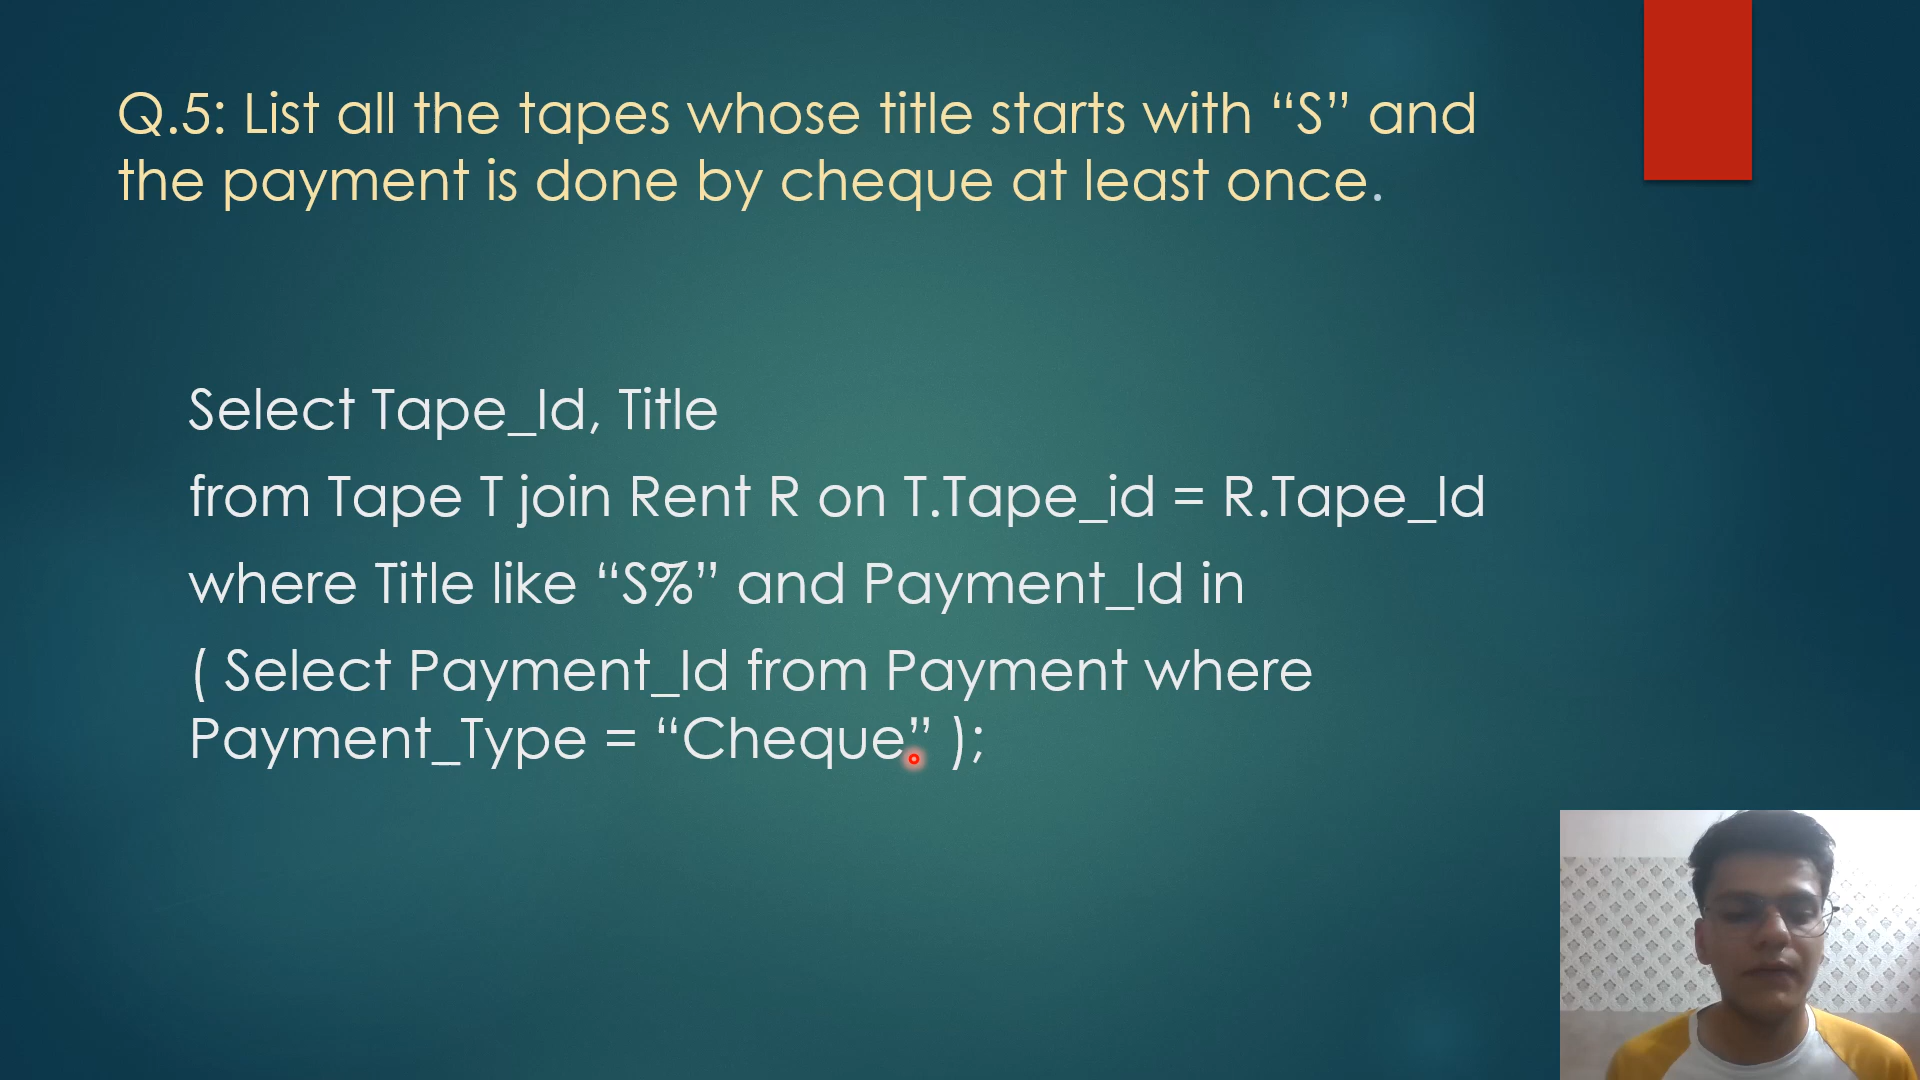 Q.5: List all the tapes whose title starts with “S” and
the payment is done by cheque at least once.
Select Tape_Id, Title
from Tape T join Rent R on T.Tape_id = R.Tape_Id
where Title like “S%” and Payment_Id in
( Select Payment_Id from Payment where
Payment_Type = “Cheque” );